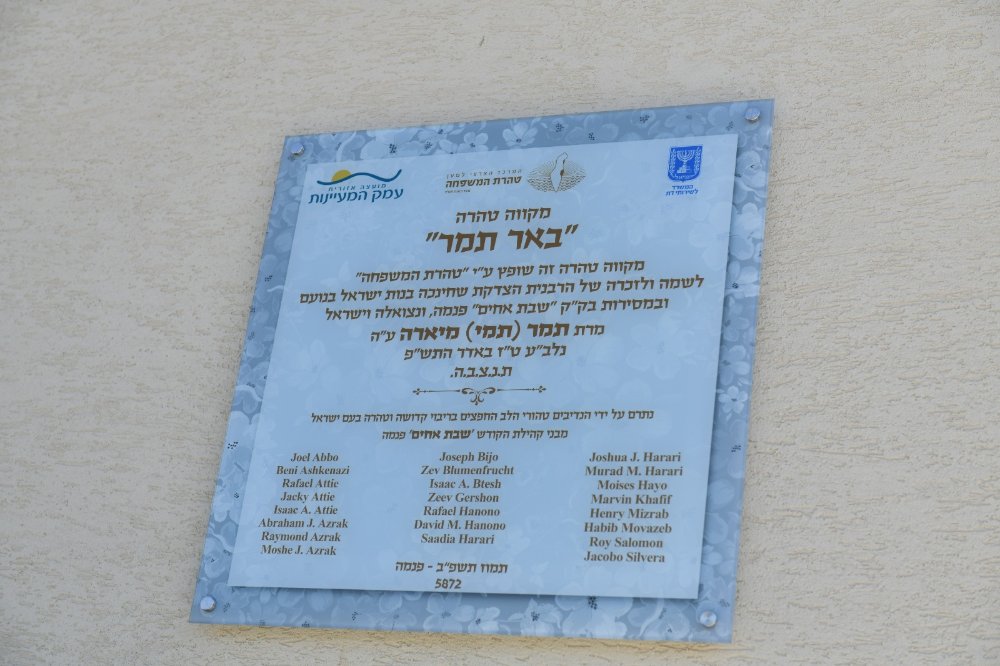 מועצה אזורית
עמק המעיינות
המרכז הארצי למען
טהרת המשפחה
המשרד
לשירותי דת
מקווה טהרה
"באר תמר"
מקווה טהרה זה שופץ ע"י "טהרת המשפחה"
לשמה ולזכרה של הרבנית הצדקת שחינכה בנות ישראל בנועם
ובמסירות בק"ק "שבת אחים" פנמה, ונצואלה וישראל
מרת תמר (תמי) מיארה ע"ה
נלב"ע ט"ז באדר התש"פ
ת.נ.צ.ב.ה.
נתרם על ידי הנדיבים טהורי הלב החפצים בריבוי קדושה וטהרה בעם ישראל
מבני קהילת הקודש 'שבת אחים' פנמה
Joel Abbo
Beni Ashkenazi
Rafael Attie
Jacky Attie
Isaac A. Attie
Abraham J. Azrak
Raymond Azrak
Moshe J. Azrak
Joseph Bijo
Zev Blumenfrucht
Isaac A. Btesh
Zeev Gershon
Rafael Hanono
David M. Hanono
Saadia Harari
Joshua J. Harari
Murad M. Harari
Moises Hayo
Marvin Khafif
Henry Mizrab
Habib Movazeb
Roy Salomon
Jacobo Silvera
תמוז תשפ"ב - פנמה
5872